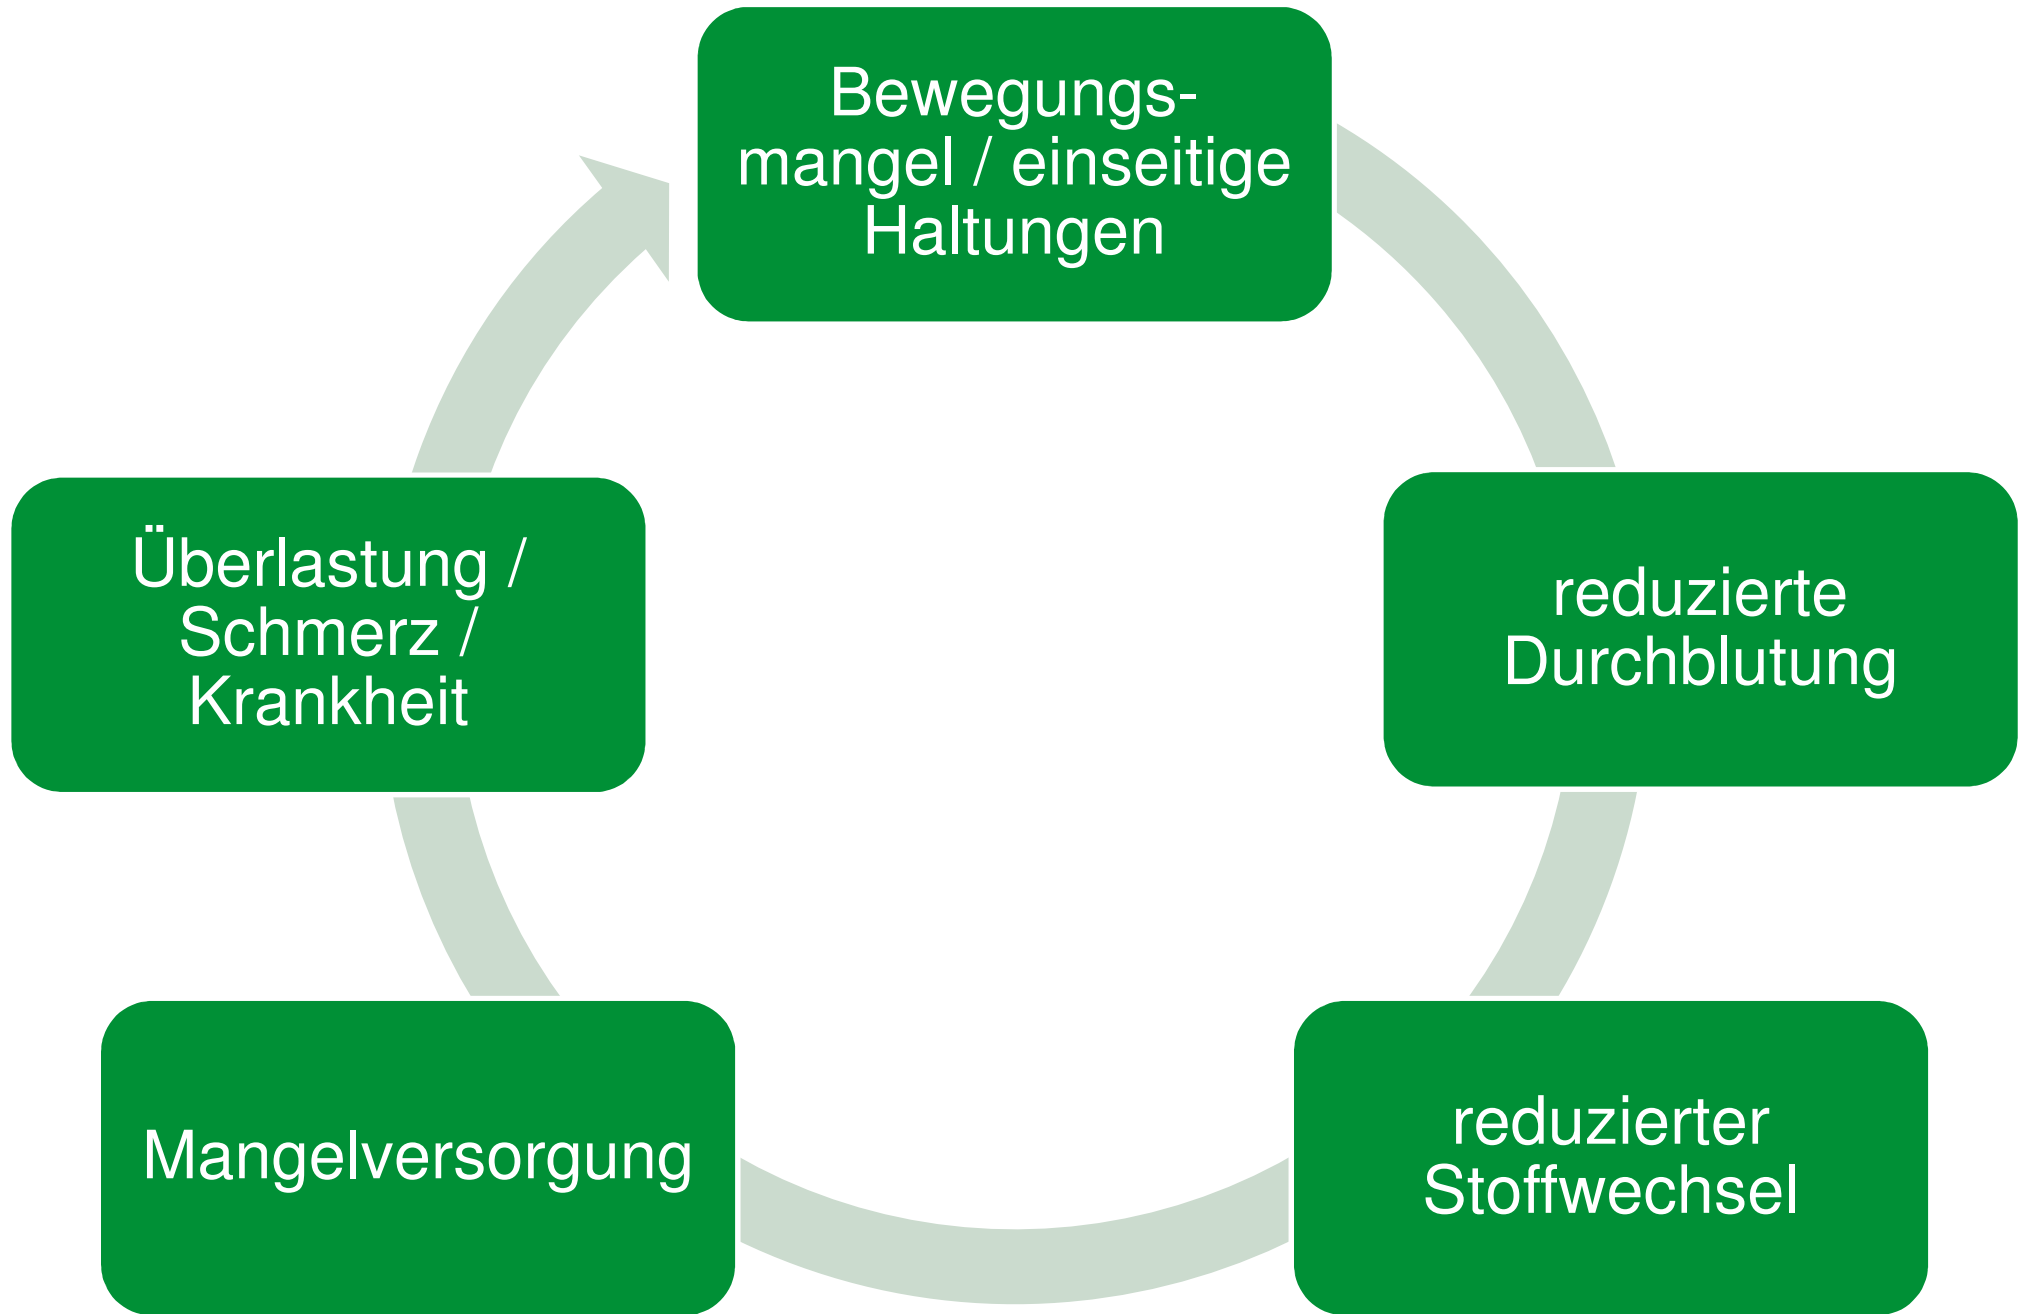 Bewegungs-
mangel / einseitige
Haltungen
reduzierte
Durchblutung
reduzierter
Stoffwechsel
Mangelversorgung
Überlastung /
Schmerz /
Krankheit